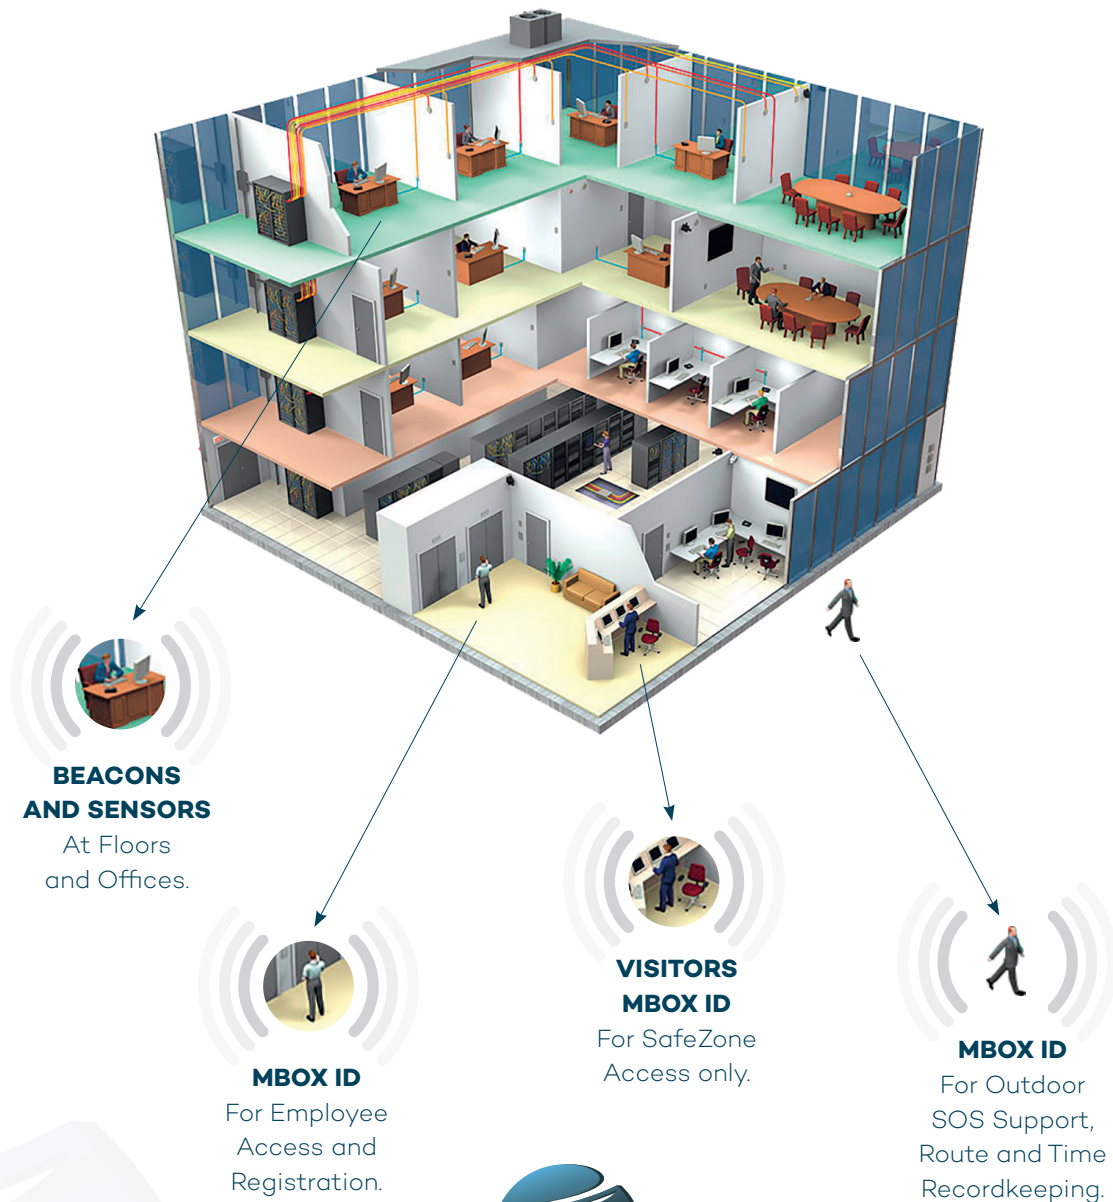 BEACONS
AND SENSORS
At Floors
and Offices.
MBOX ID
For Employee
Access and
Registration.
VISITORS
MBOX ID
For SafeZone
Access only.
MBOX ID
For Outdoor
SOS Support,
Route and Time
Recordkeeping.